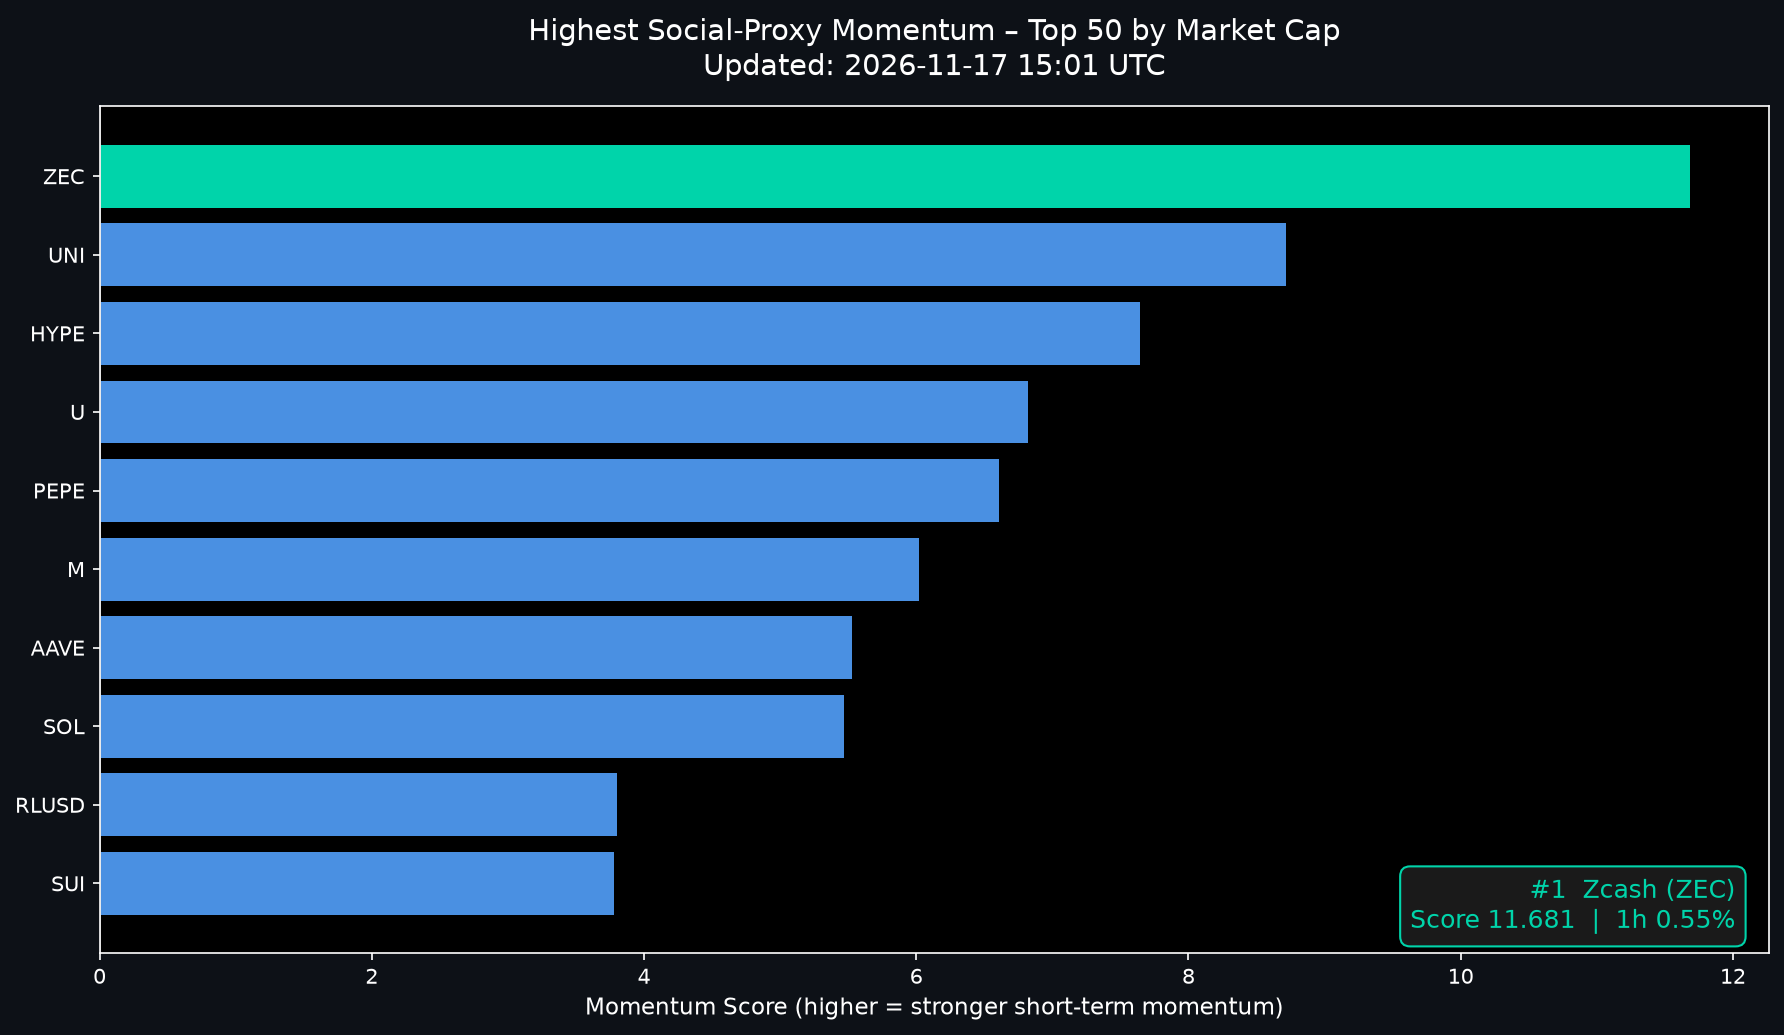 Highest Social-Proxy Momentum – Top 50 by Market Cap
Updated: 2026-11-17 15:01 UTC
ZEC
UNI
HYPE
U
PEPE
M
AAVE
SOL
RLUSD
SUI
#1  Zcash (ZEC)
Score 11.681  |  1h 0.55%
0 2 4 6 8 10 12
Momentum Score (higher = stronger short-term momentum)